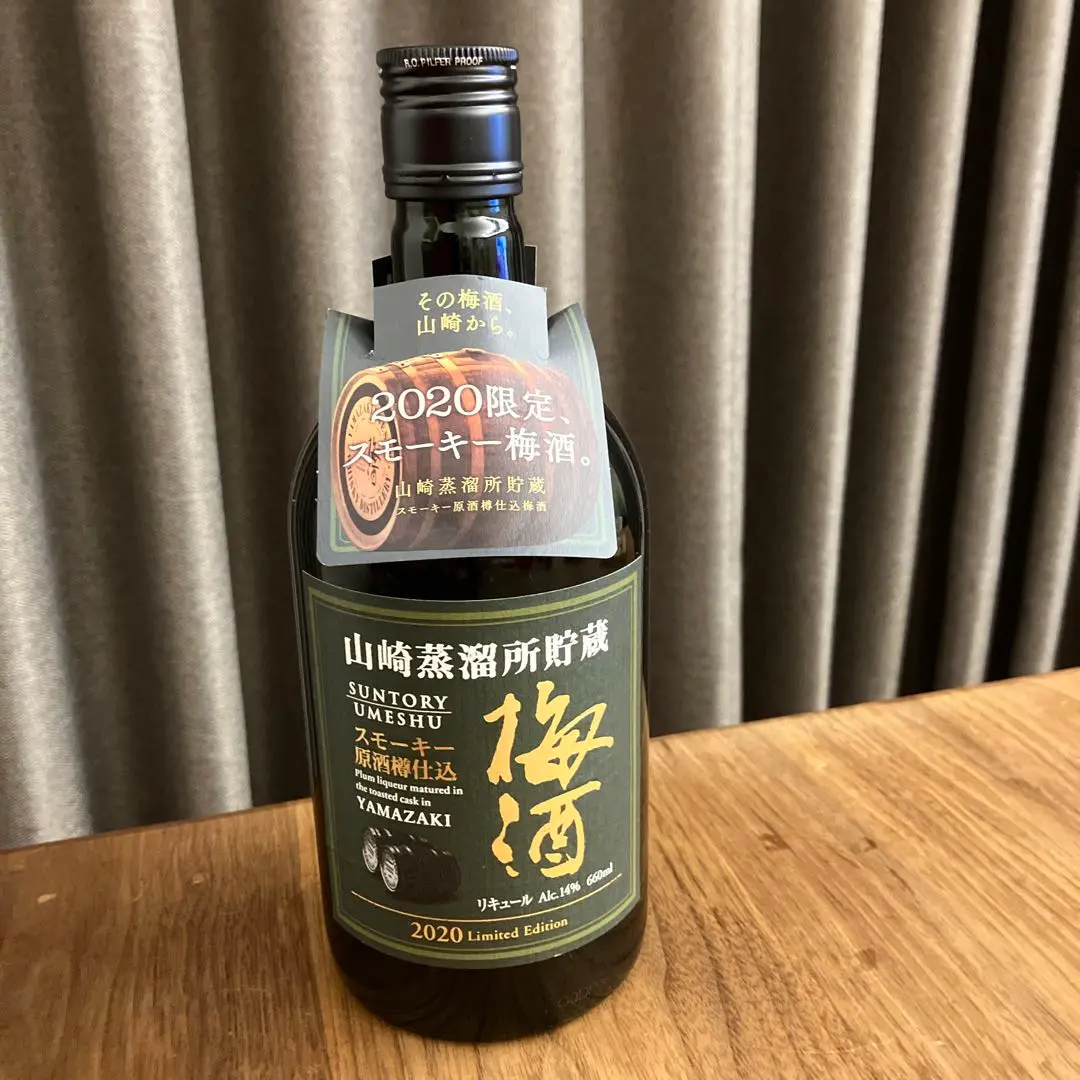 R.O.PILFER PROOF
その梅酒、
山崎から。
2020限定、
スモーキー梅酒。
山崎蒸溜所貯蔵
スモーキー原酒樽仕込梅酒
山崎蒸溜所貯蔵
SUNTORY
UMESHU
スモーキー
原酒樽仕込
Plum liqueur matured in
the toasted cask in
YAMAZAKI
梅酒
リキュール Alc.14% 660ml
2020 Limited Edition